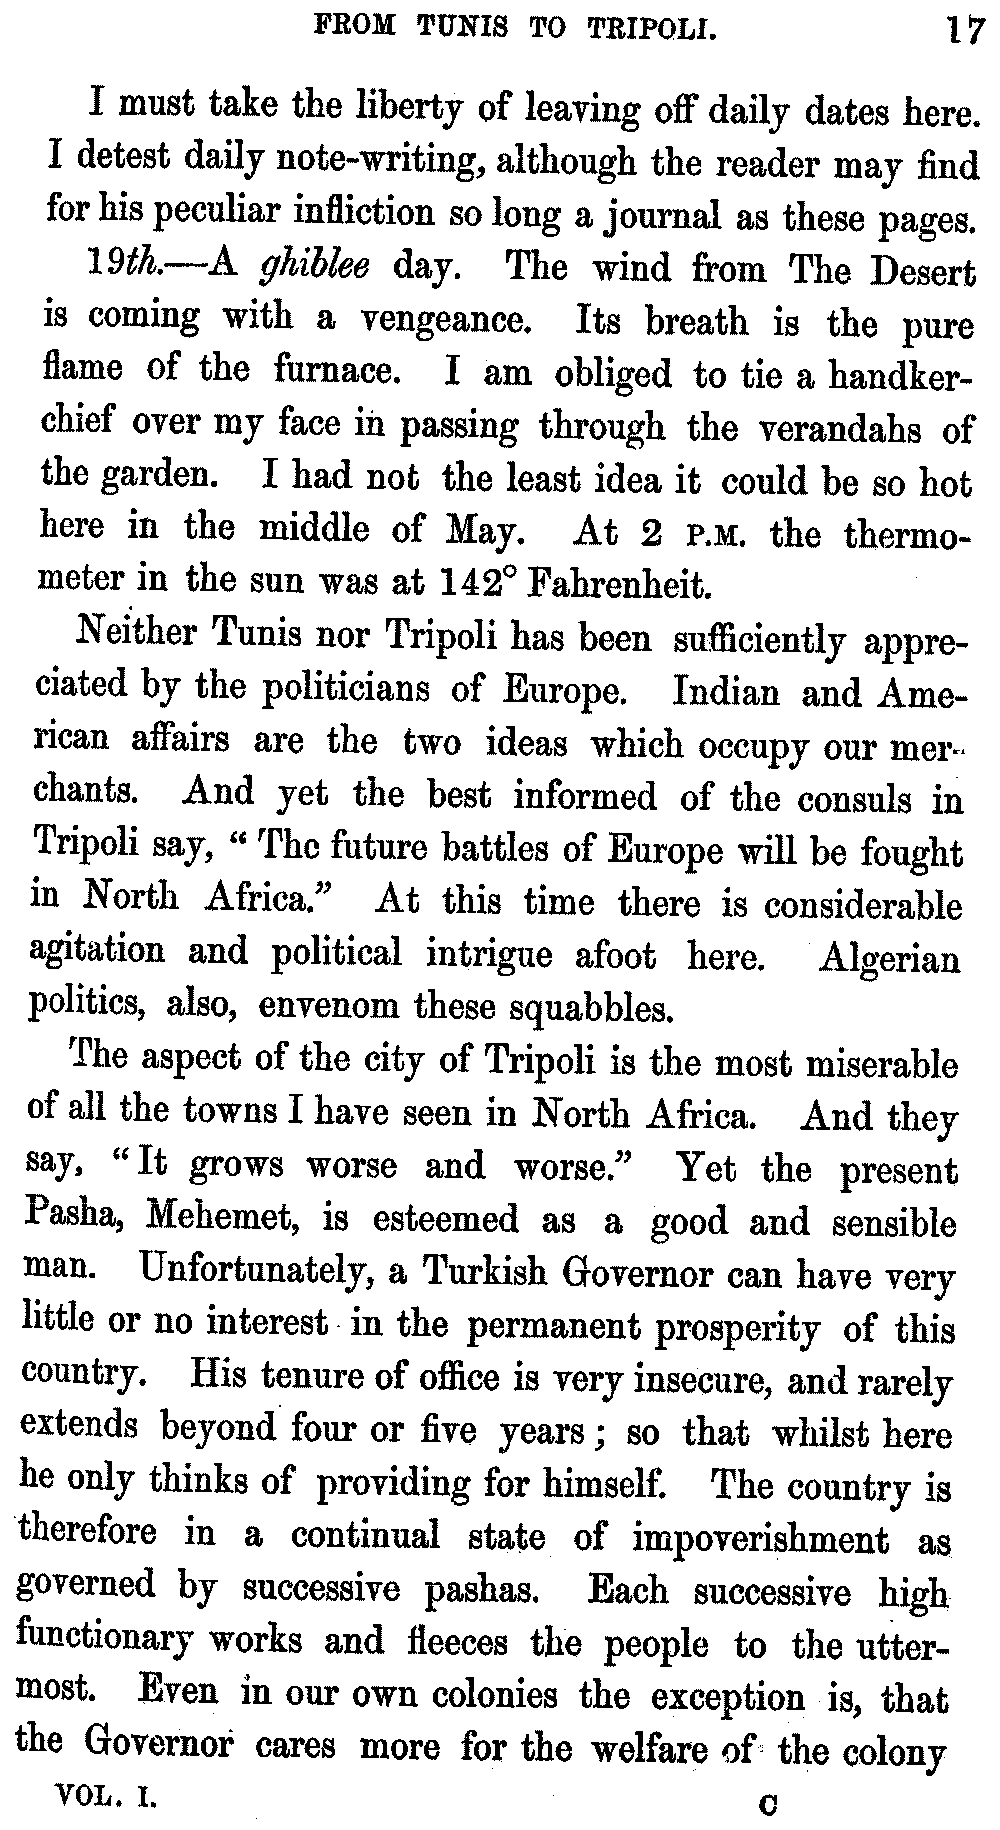 FROM TUNIS TO TRIPOLI. 17
I must take the liberty of leaving off daily dates here.
I detest daily note-writing, although the reader may find
for his peculiar infliction so long a journal as these pages.
19th.—A ghiblee day. The wind from The Desert
is coming with a vengeance. Its breath is the pure
flame of the furnace. I am obliged to tie a handker-
chief over my face in passing through the verandahs of
the garden. I had not the least idea it could be so hot
here in the middle of May. At 2 P.M. the thermo-
meter in the sun was at 142° Fahrenheit.
Neither Tunis nor Tripoli has been sufficiently appre-
ciated by the politicians of Europe. Indian and Ame-
rican affairs are the two ideas which occupy our mer-
chants. And yet the best informed of the consuls in
Tripoli say, “The future battles of Europe will be fought
in North Africa.” At this time there is considerable
agitation and political intrigue afoot here. Algerian
politics, also, envenom these squabbles.
The aspect of the city of Tripoli is the most miserable
of all the towns I have seen in North Africa. And they
say, “It grows worse and worse.” Yet the present
Pasha, Mehemet, is esteemed as a good and sensible
man. Unfortunately, a Turkish Governor can have very
little or no interest in the permanent prosperity of this
country. His tenure of office is very insecure, and rarely
extends beyond four or five years; so that whilst here
he only thinks of providing for himself. The country is
therefore in a continual state of impoverishment as
governed by successive pashas. Each successive high
functionary works and fleeces the people to the utter-
most. Even in our own colonies the exception is, that
the Governor cares more for the welfare of the colony
VOL. I. C